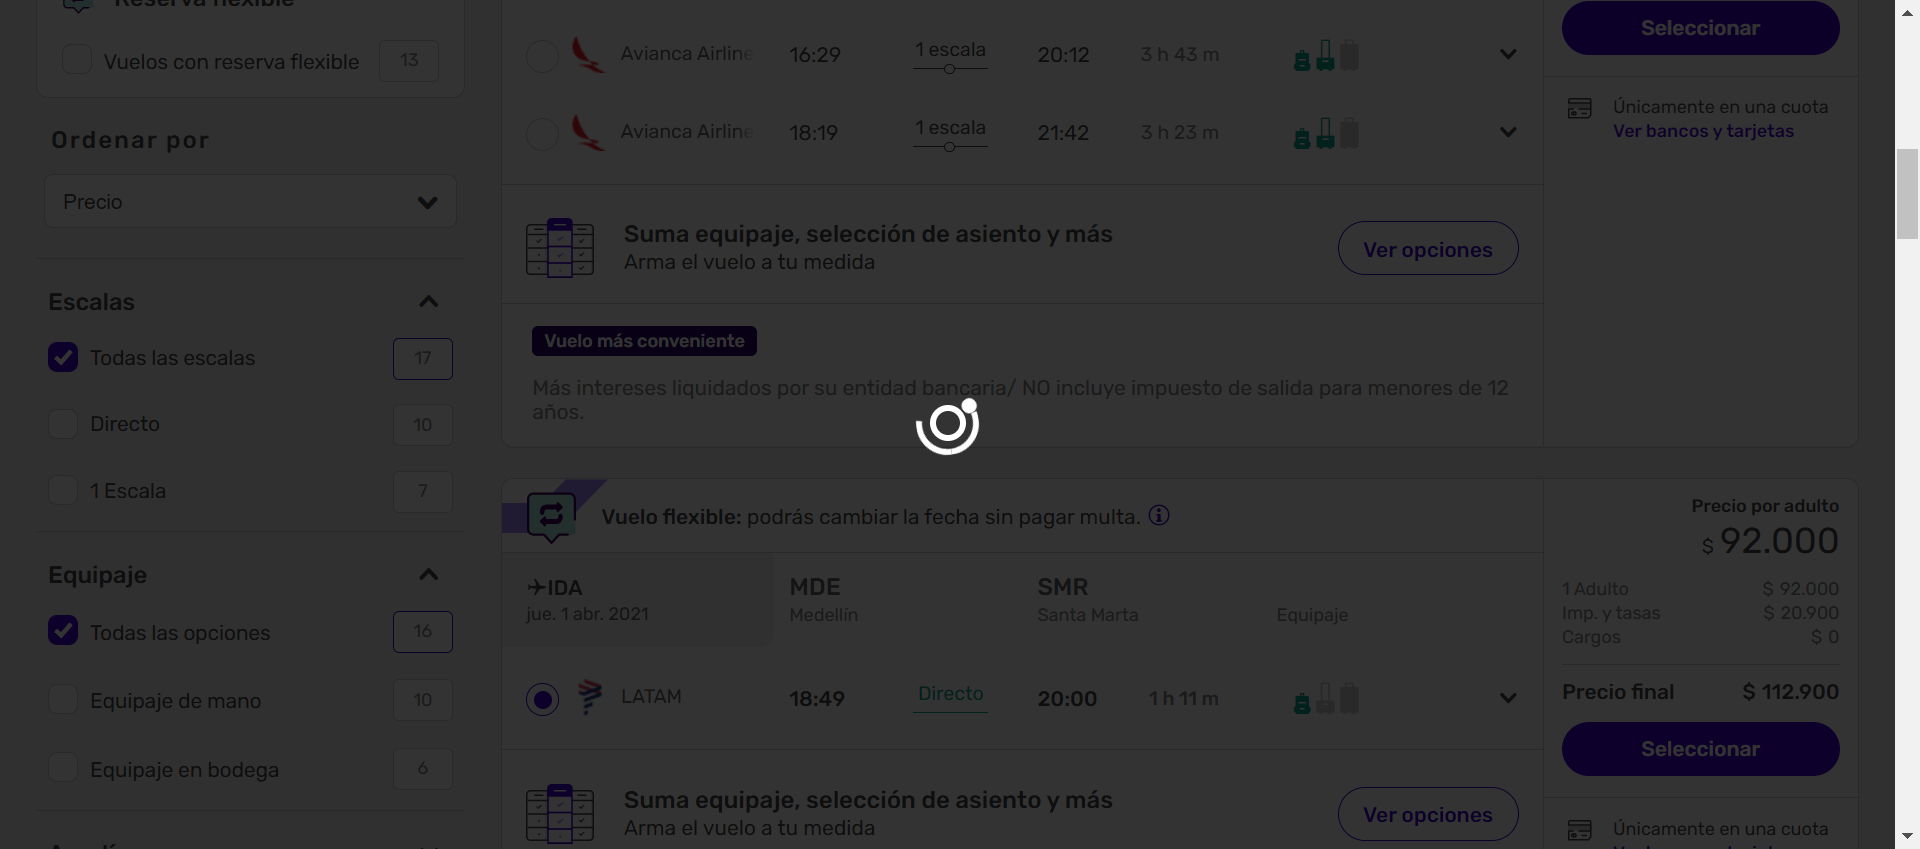 Reserva flexible
Vuelos con reserva flexible
13
Ordenar por
Precio
Escalas
Todas las escalas
17
Directo
10
1 Escala
7
Equipaje
Todas las opciones
16
Equipaje de mano
10
Equipaje en bodega
6
Avianca Airline
16:29
1 escala
20:12
3 h 43 m
Avianca Airline
18:19
1 escala
21:42
3 h 23 m
Suma equipaje, selección de asiento y más
Arma el vuelo a tu medida
Ver opciones
Vuelo más conveniente
Más intereses liquidados por su entidad bancaria/ NO incluye impuesto de salida para menores de 12
años.
Seleccionar
Únicamente en una cuota
Ver bancos y tarjetas
Vuelo flexible: podrás cambiar la fecha sin pagar multa.
IDA
jue. 1 abr. 2021
MDE
Medellín
SMR
Santa Marta
Equipaje
LATAM
18:49
Directo
20:00
1 h 11 m
Suma equipaje, selección de asiento y más
Arma el vuelo a tu medida
Ver opciones
Precio por adulto
$ 92.000
1 Adulto
$ 92.000
Imp. y tasas
$ 20.900
Cargos
$ 0
Precio final
$ 112.900
Seleccionar
Únicamente en una cuota